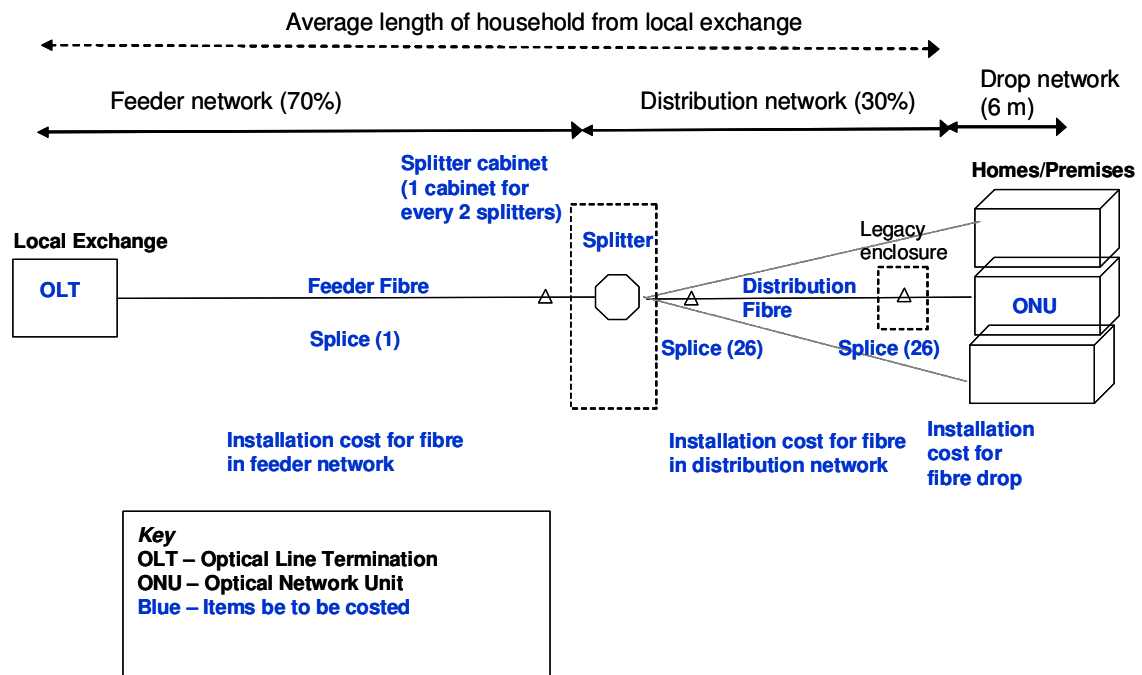 Average length of household from local exchange
Feeder network (70%)
Distribution network (30%)
Drop network
(6 m)
Splitter cabinet
(1 cabinet for
every 2 splitters)
Homes/Premises
Local Exchange
Splitter
Legacy
enclosure
OLT
Feeder Fibre
Distribution
Fibre
ONU
Splice (1)
Splice (26)
Splice (26)
Installation cost for fibre
in feeder network
Installation cost for fibre
in distribution network
Installation
cost for
fibre drop
Key
OLT – Optical Line Termination
ONU – Optical Network Unit
Blue – Items be to be costed